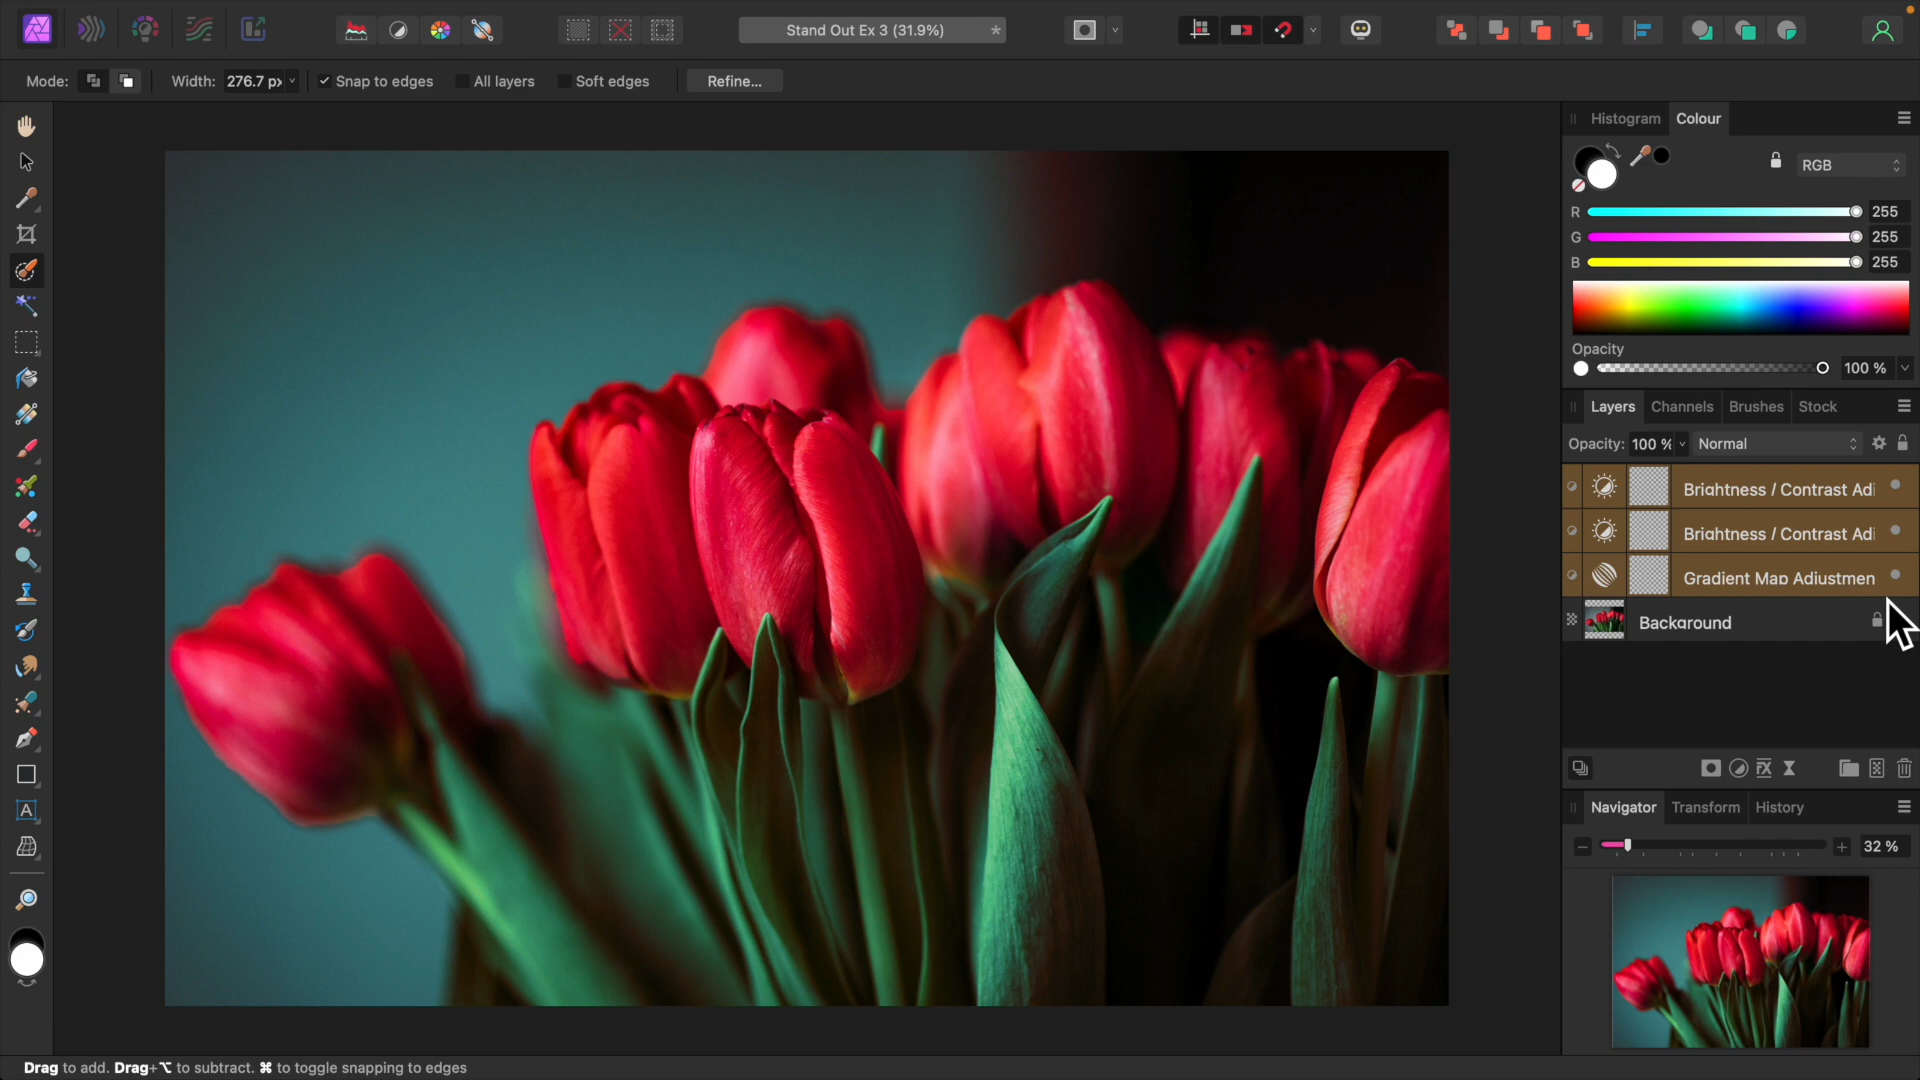 Stand Out Ex 3 (31.9%) *
Mode:
Width: 276.7 px
Snap to edges
All layers
Soft edges
Refine...
Histogram
Colour
RGB
R 255
G 255
B 255
Opacity
100 %
Layers
Channels
Brushes
Stock
Opacity: 100 %
Normal
Brightness / Contrast Adj
Brightness / Contrast Adj
Gradient Map Adjustmen
Background
FX
Navigator
Transform
History
32 %
A
Drag to add. Drag+⌥ to subtract. ⌘ to toggle snapping to edges